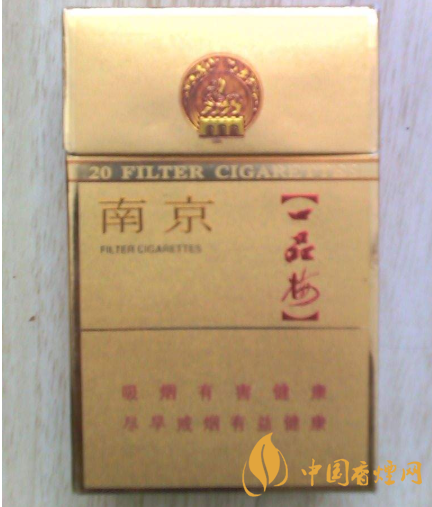 20 FILTER CIGARETTES
南京
FILTER CIGARETTES
【一品梅】
吸烟有害健康
尽早戒烟有益健康
中国香烟网